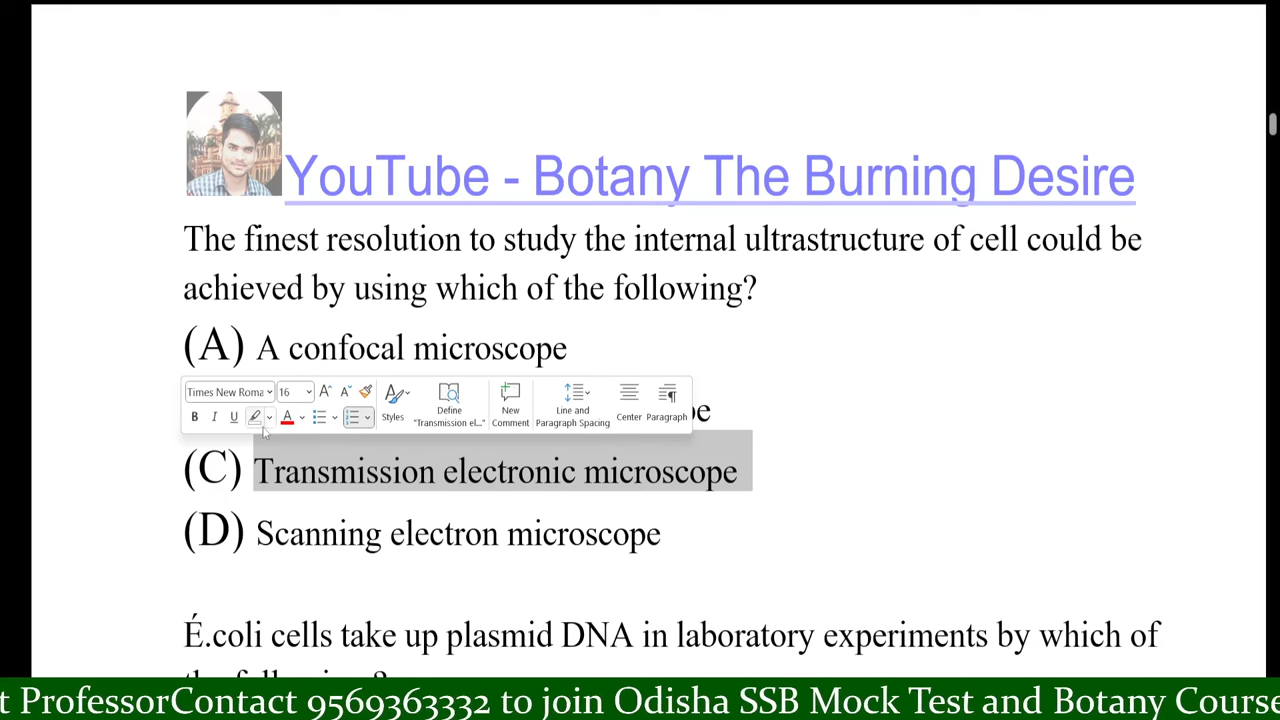 YouTube - Botany The Burning Desire
The finest resolution to study the internal ultrastructure of cell could be
achieved by using which of the following?
(A) A confocal microscope
Times New Roma 16
Styles
Define
"Transmission el..."
New
Comment
Line and
Paragraph Spacing
Center
Paragraph
B I U A
pe
(C) Transmission electronic microscope
(D) Scanning electron microscope
É.coli cells take up plasmid DNA in laboratory experiments by which of
t ProfessorContact 9569363332 to join Odisha SSB Mock Test and Botany Course